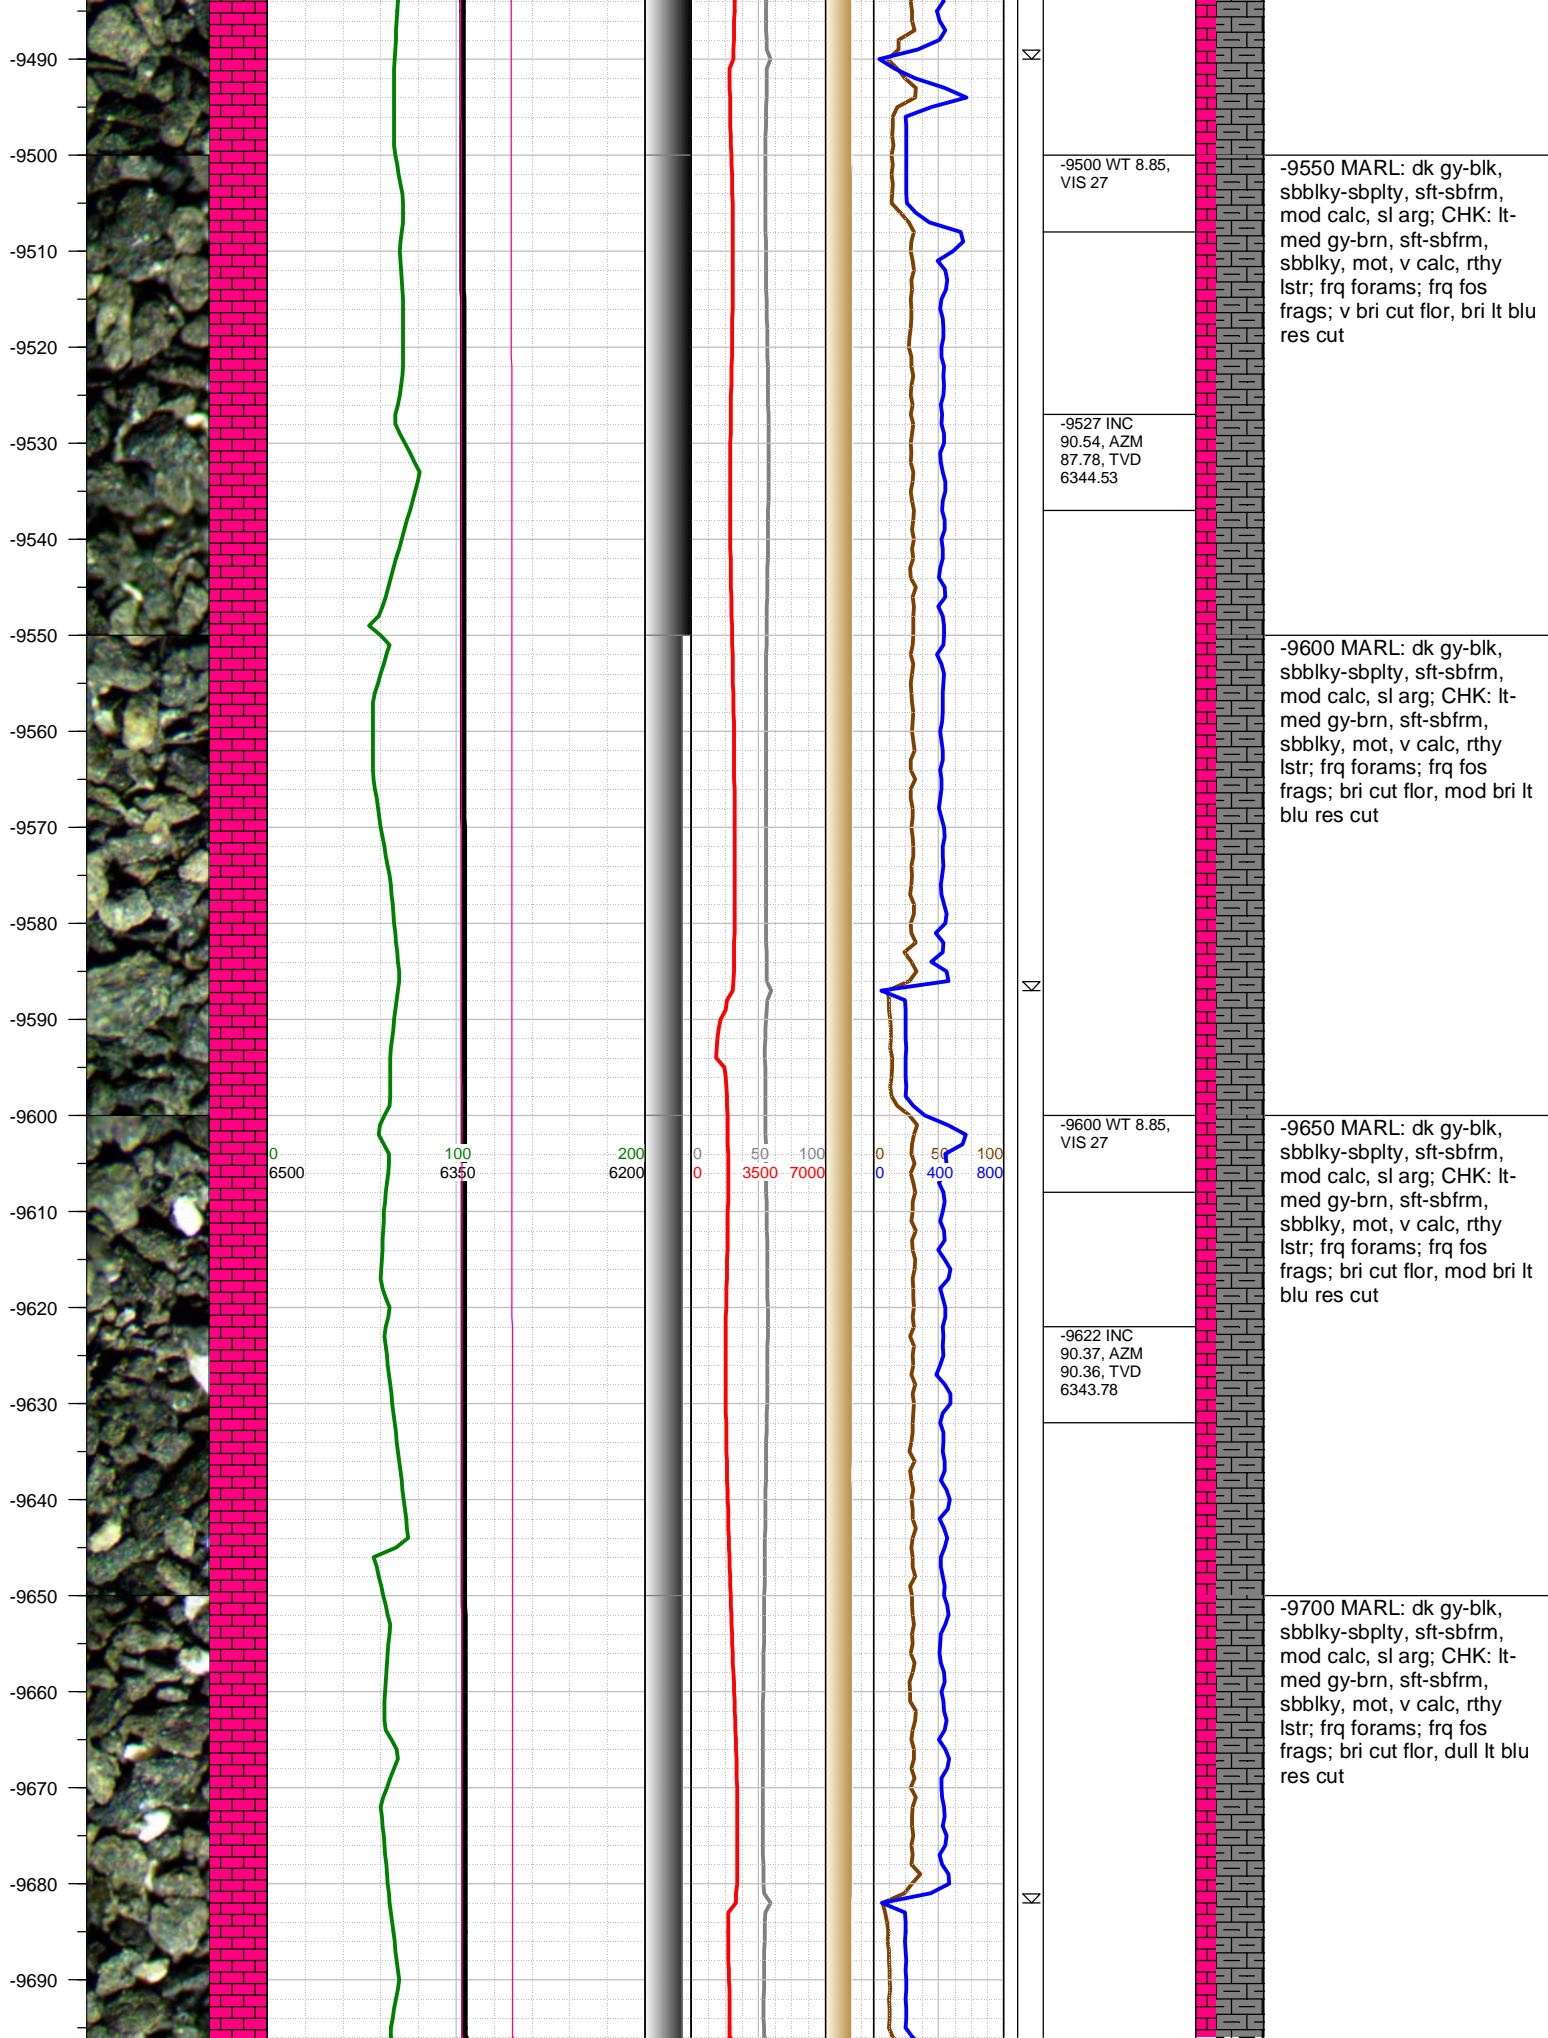 -9490
-9500
-9510
-9520
-9530
-9540
-9550
-9560
-9570
-9580
-9590
-9600
-9610
-9620
-9630
-9640
-9650
-9660
-9670
-9680
-9690
0 100 200
6500 6350 6200
50 100
0 3500 7000
50 100
0 400 800
-9500 WT 8.85,
VIS 27
-9527 INC
90.54, AZM
87.78, TVD
6344.53
-9600 WT 8.85,
VIS 27
-9622 INC
90.37, AZM
90.36, TVD
6343.78
-9550 MARL: dk gy-blk,
sbblky-sbplty, sft-sbfrm,
mod calc, sl arg; CHK: lt-
med gy-brn, sft-sbfrm,
sbblky, mot, v calc, rthy
lstr; frq forams; frq fos
frags; v bri cut flor, bri lt blu
res cut
-9600 MARL: dk gy-blk,
sbblky-sbplty, sft-sbfrm,
mod calc, sl arg; CHK: lt-
med gy-brn, sft-sbfrm,
sbblky, mot, v calc, rthy
lstr; frq forams; frq fos
frags; bri cut flor, mod bri lt
blu res cut
-9650 MARL: dk gy-blk,
sbblky-sbplty, sft-sbfrm,
mod calc, sl arg; CHK: lt-
med gy-brn, sft-sbfrm,
sbblky, mot, v calc, rthy
lstr; frq forams; frq fos
frags; bri cut flor, mod bri lt
blu res cut
-9700 MARL: dk gy-blk,
sbblky-sbplty, sft-sbfrm,
mod calc, sl arg; CHK: lt-
med gy-brn, sft-sbfrm,
sbblky, mot, v calc, rthy
lstr; frq forams; frq fos
frags; bri cut flor, dull lt blu
res cut